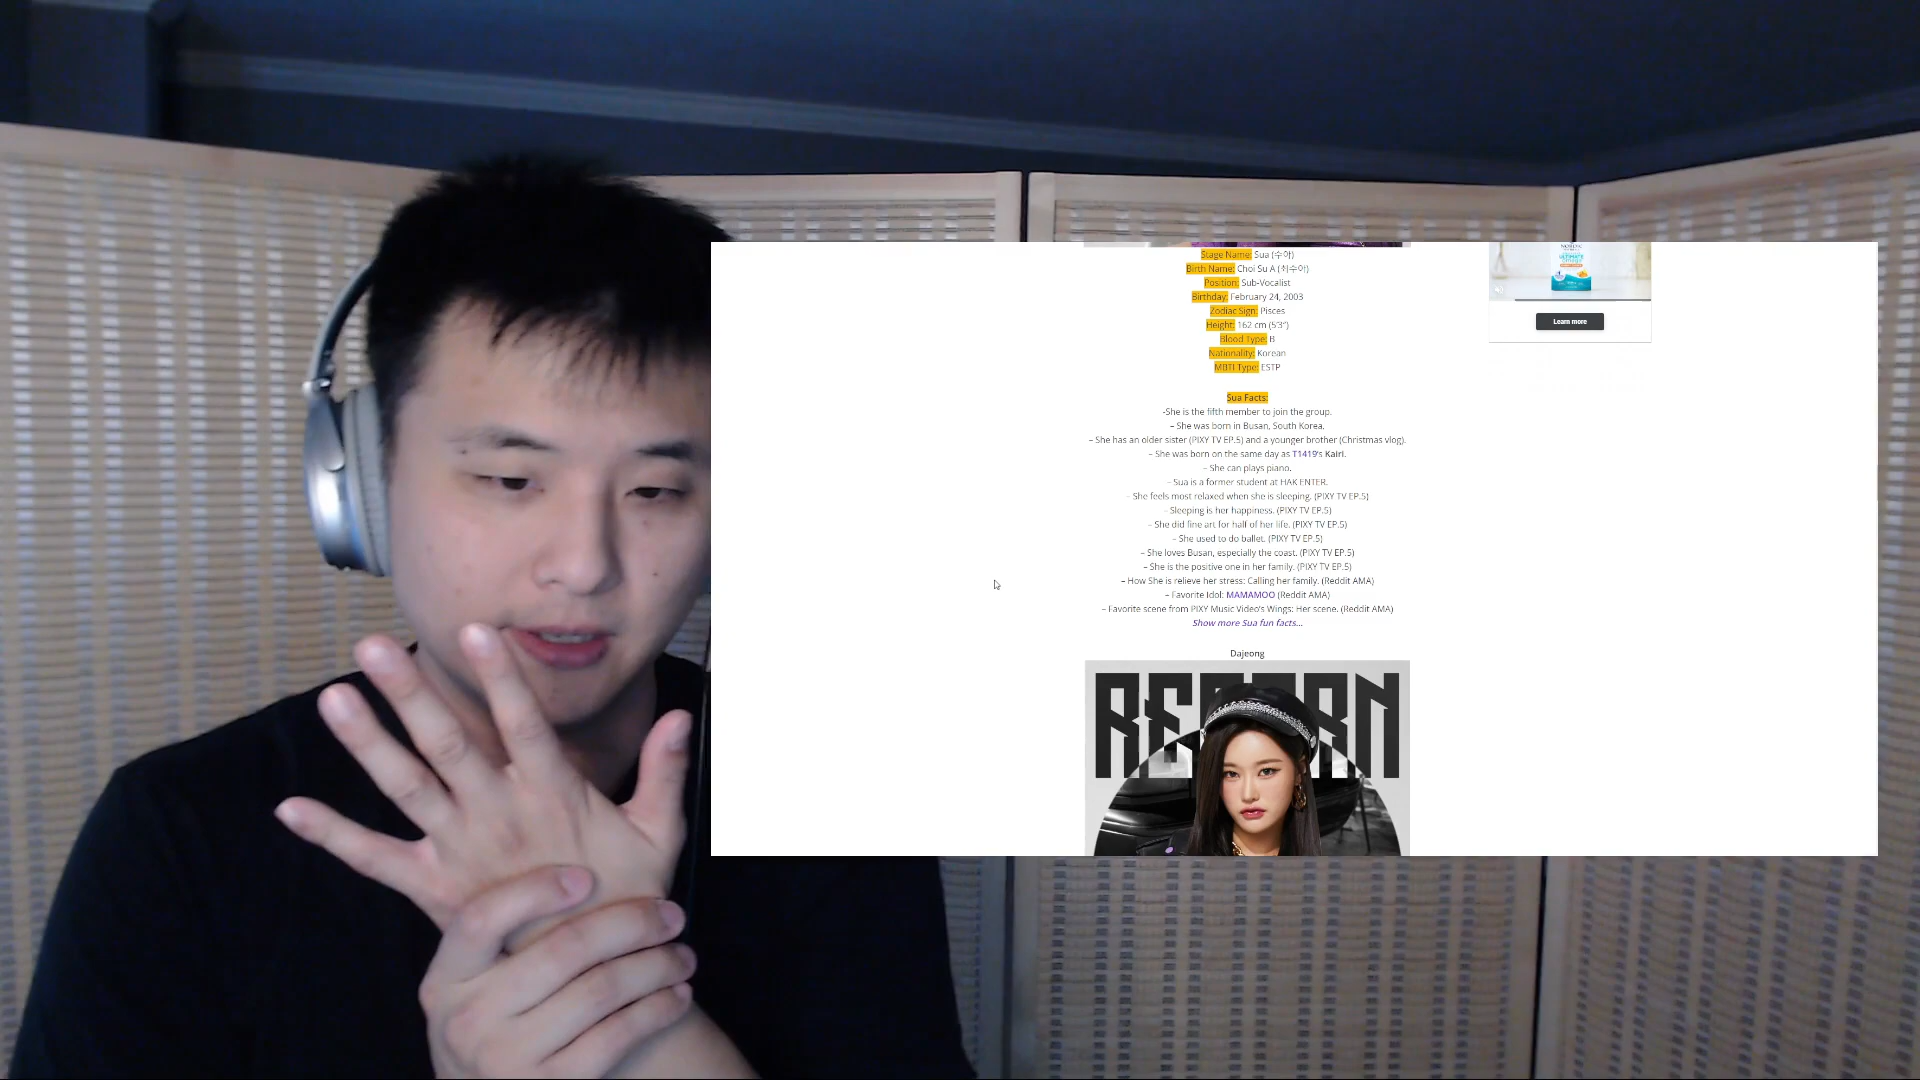 Stage Name: Sua (수아)
Birth Name: Choi Su A (최수아)
Position: Sub-Vocalist
Birthday: February 24, 2003
Zodiac Sign: Pisces
Height: 162 cm (5'3")
Blood Type: B
Nationality: Korean
MBTI Type: ESTP
Sua Facts:
-She is the fifth member to join the group.
– She was born in Busan, South Korea.
– She has an older sister (PIXY TV EP.5) and a younger brother (Christmas vlog).
– She was born on the same day as T1419's Kairi.
– She can plays piano.
– Sua is a former student at HAK ENTER.
– She feels most relaxed when she is sleeping. (PIXY TV EP.5)
– Sleeping is her happiness. (PIXY TV EP.5)
– She did fine art for half of her life. (PIXY TV EP.5)
– She used to do ballet. (PIXY TV EP.5)
– She loves Busan, especially the coast. (PIXY TV EP.5)
– She is the positive one in her family. (PIXY TV EP.5)
– How She is relieve her stress: Calling her family. (Reddit AMA)
– Favorite Idol: MAMAMOO (Reddit AMA)
– Favorite scene from PIXY Music Video's Wings: Her scene. (Reddit AMA)
Show more Sua fun facts...
Dajeong
NORDIC
ULTIMATE
Learn more